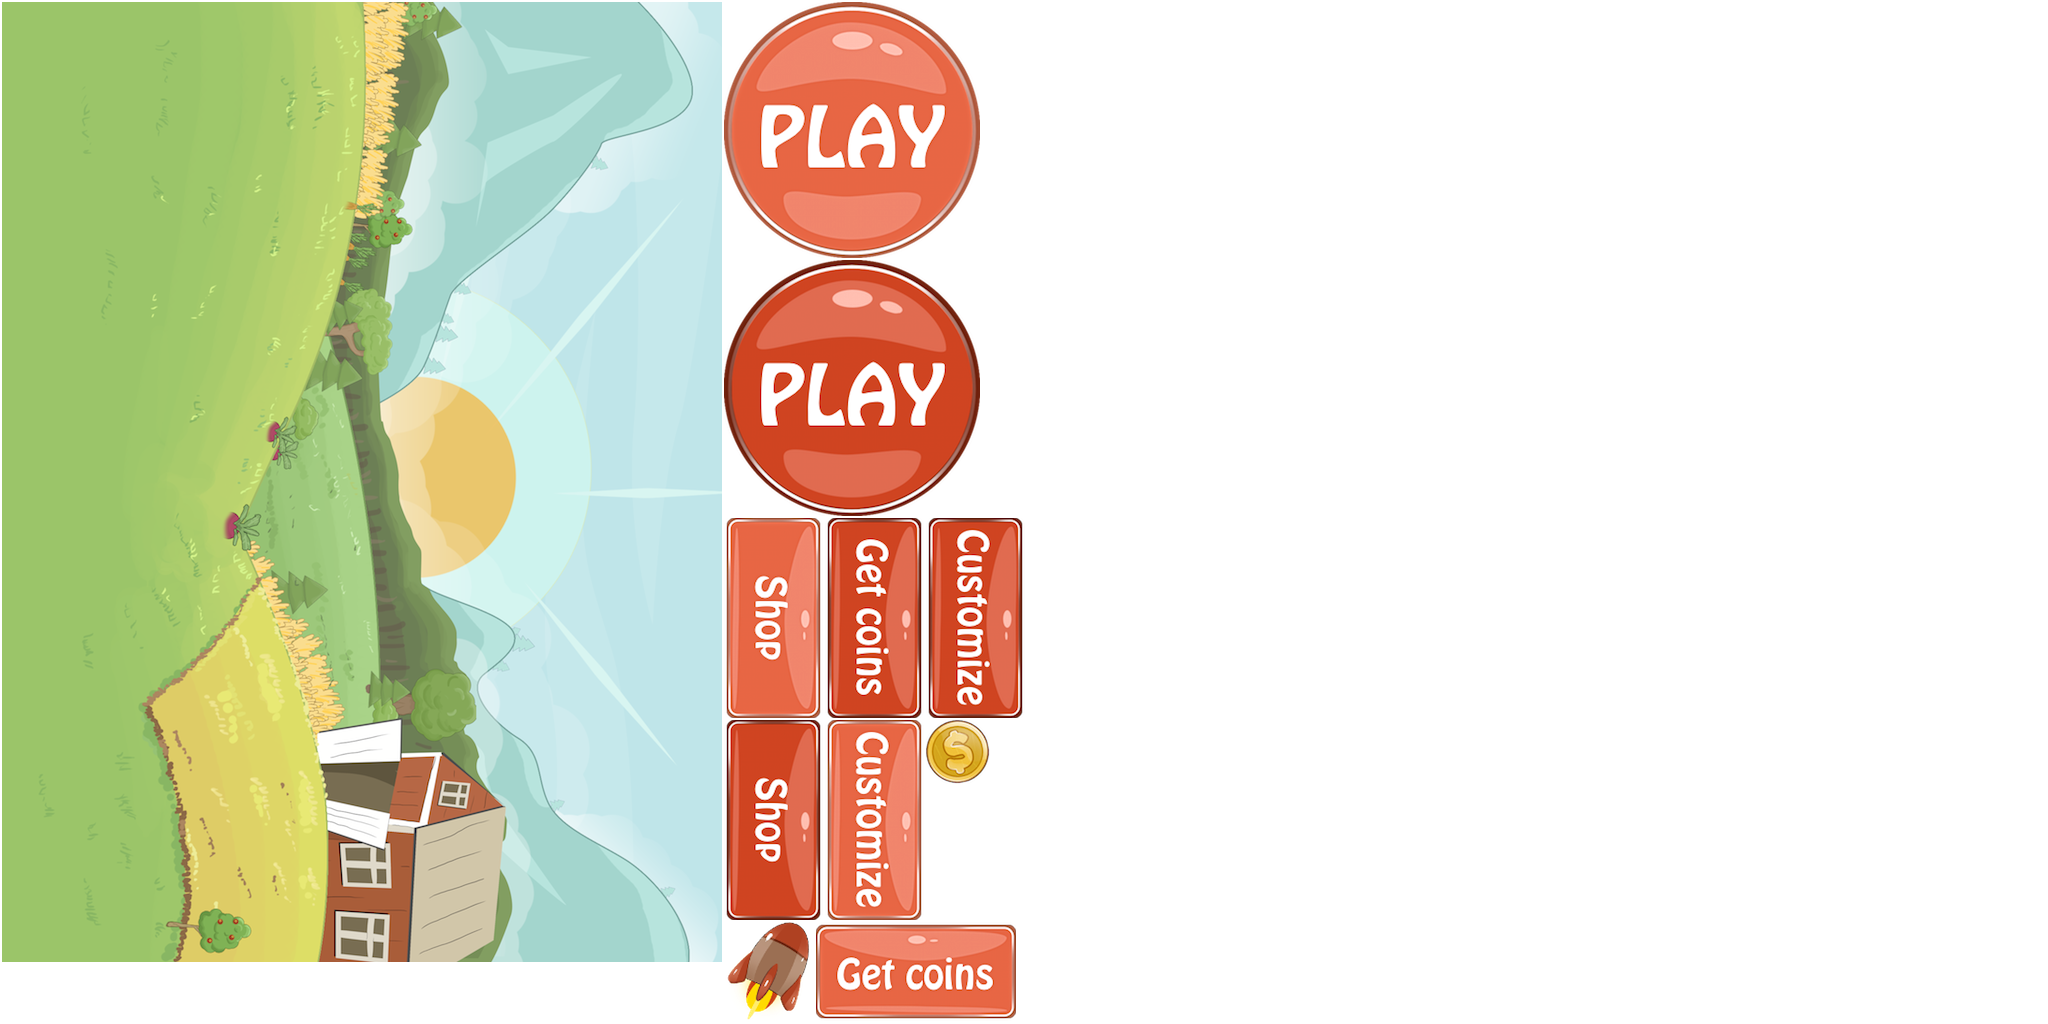 PLAY
PLAY
Shop
Get coins
Customize
Shop
Customize
$
Get coins